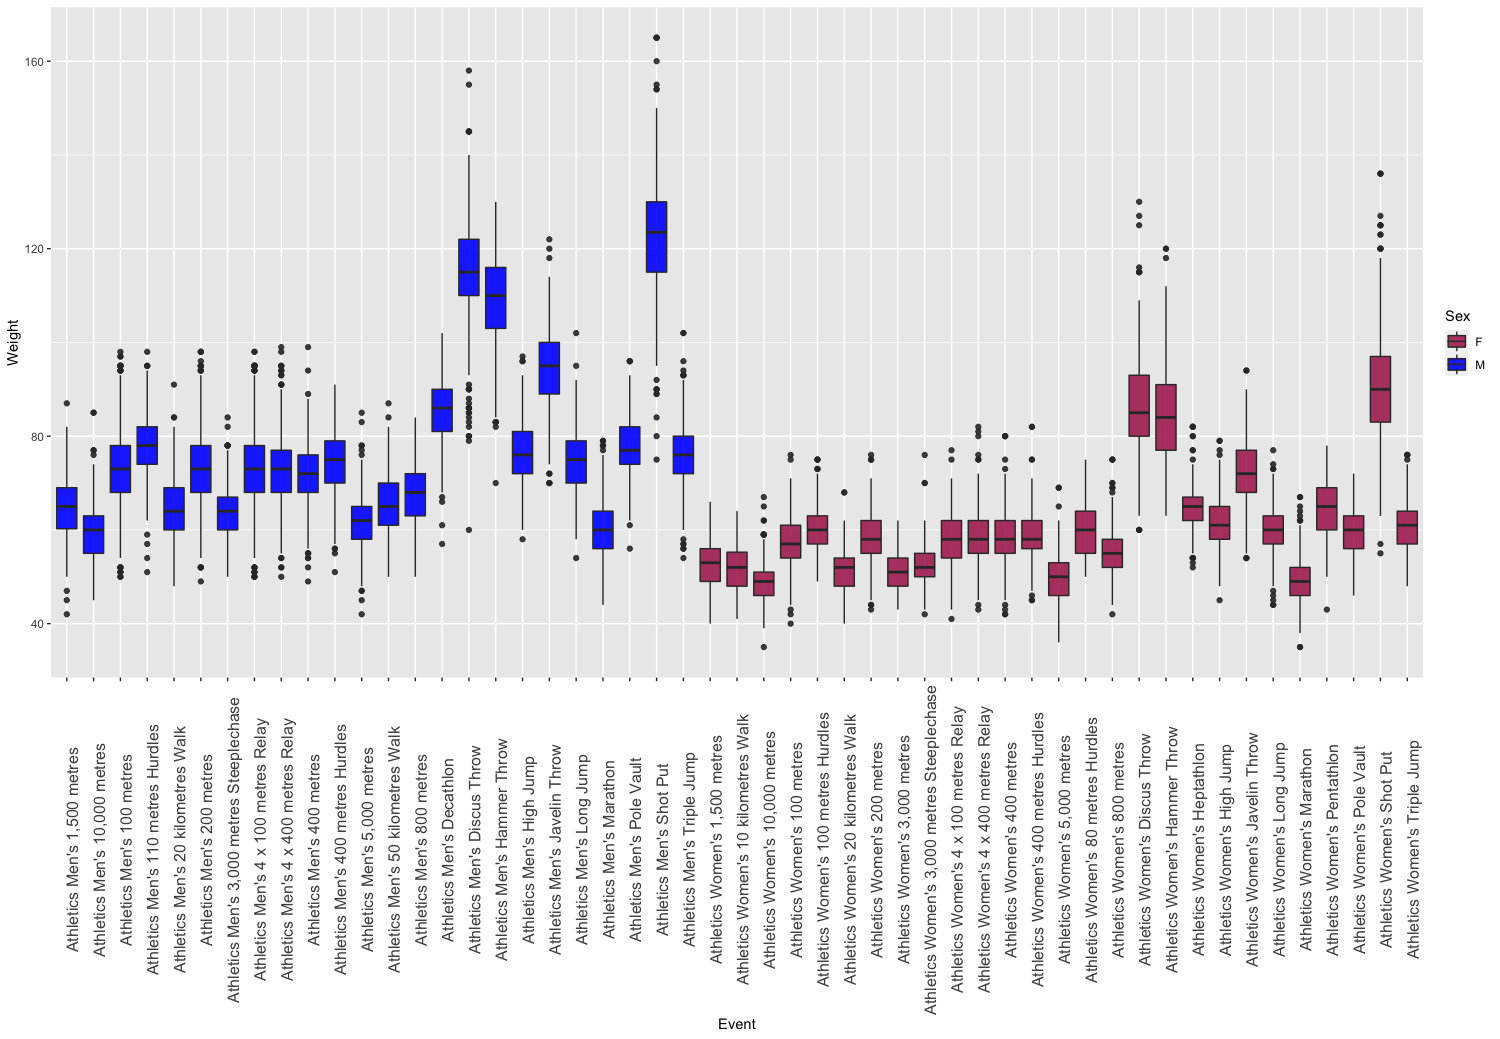 160
120
80
40
Weight
Athletics Men's 1,500 metres
Athletics Men's 10,000 metres
Athletics Men's 100 metres
Athletics Men's 110 metres Hurdles
Athletics Men's 20 kilometres Walk
Athletics Men's 200 metres
Athletics Men's 3,000 metres Steeplechase
Athletics Men's 4 x 100 metres Relay
Athletics Men's 4 x 400 metres Relay
Athletics Men's 400 metres
Athletics Men's 400 metres Hurdles
Athletics Men's 5,000 metres
Athletics Men's 50 kilometres Walk
Athletics Men's 800 metres
Athletics Men's Decathlon
Athletics Men's Discus Throw
Athletics Men's Hammer Throw
Athletics Men's High Jump
Athletics Men's Javelin Throw
Athletics Men's Long Jump
Athletics Men's Marathon
Athletics Men's Pole Vault
Athletics Men's Shot Put
Athletics Men's Triple Jump
Athletics Women's 1,500 metres
Athletics Women's 10 kilometres Walk
Athletics Women's 10,000 metres
Athletics Women's 100 metres
Athletics Women's 100 metres Hurdles
Athletics Women's 20 kilometres Walk
Athletics Women's 200 metres
Athletics Women's 3,000 metres
Athletics Women's 3,000 metres Steeplechase
Athletics Women's 4 x 100 metres Relay
Athletics Women's 4 x 400 metres Relay
Athletics Women's 400 metres
Athletics Women's 400 metres Hurdles
Athletics Women's 5,000 metres
Athletics Women's 80 metres Hurdles
Athletics Women's 800 metres
Athletics Women's Discus Throw
Athletics Women's Hammer Throw
Athletics Women's Heptathlon
Athletics Women's High Jump
Athletics Women's Javelin Throw
Athletics Women's Long Jump
Athletics Women's Marathon
Athletics Women's Pentathlon
Athletics Women's Pole Vault
Athletics Women's Shot Put
Athletics Women's Triple Jump
Event
Sex
F
M